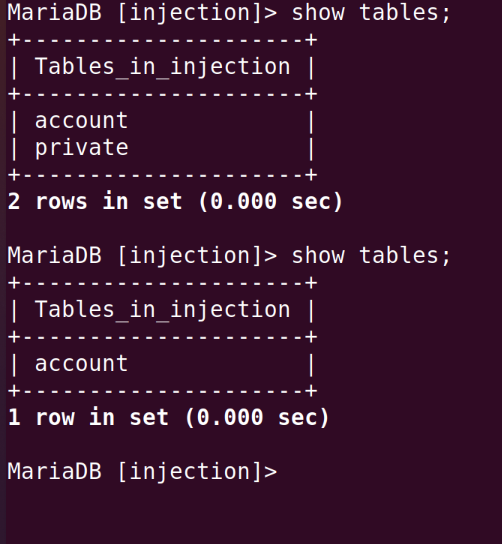 MariaDB [injection]> show tables;
+---------------------+
| Tables_in_injection |
+---------------------+
| account             |
| private             |
+---------------------+
2 rows in set (0.000 sec)
MariaDB [injection]> show tables;
+---------------------+
| Tables_in_injection |
+---------------------+
| account             |
+---------------------+
1 row in set (0.000 sec)
MariaDB [injection]>